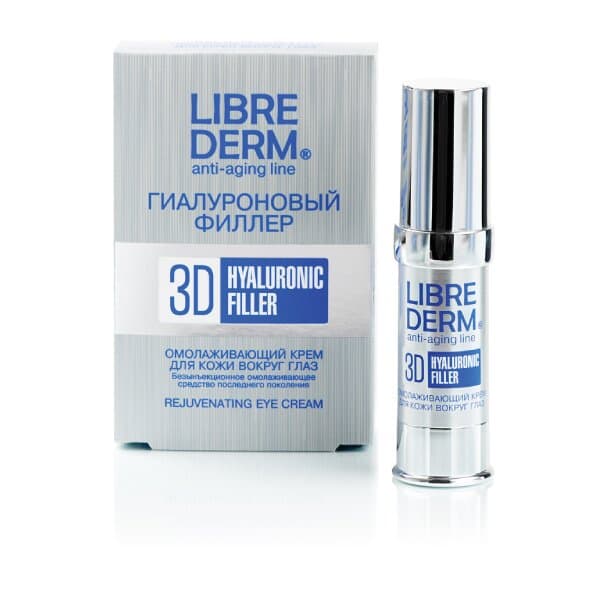 LIBRE
DERM®
anti-aging line
ГИАЛУРОНОВЫЙ
ФИЛЛЕР
3D HYALURONIC
FILLER
ОМОЛАЖИВАЮЩИЙ КРЕМ
ДЛЯ КОЖИ ВОКРУГ ГЛАЗ
Безынъекционное омолаживающее
средство последнего поколения
REJUVENATING EYE CREAM
LIBRE
DERM®
anti-aging line
3D HYALURONIC
FILLER
ОМОЛАЖИВАЮЩИЙ КРЕМ
ДЛЯ КОЖИ ВОКРУГ ГЛАЗ